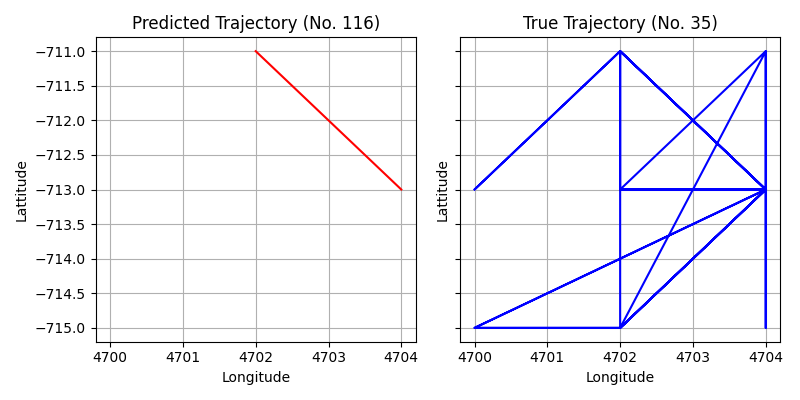 Predicted Trajectory (No. 116)
−711.0
−711.5
−712.0
−712.5
−713.0
−713.5
−714.0
−714.5
−715.0
Lattitude
4700 4701 4702 4703 4704
Longitude
True Trajectory (No. 35)
Lattitude
4700 4701 4702 4703 4704
Longitude